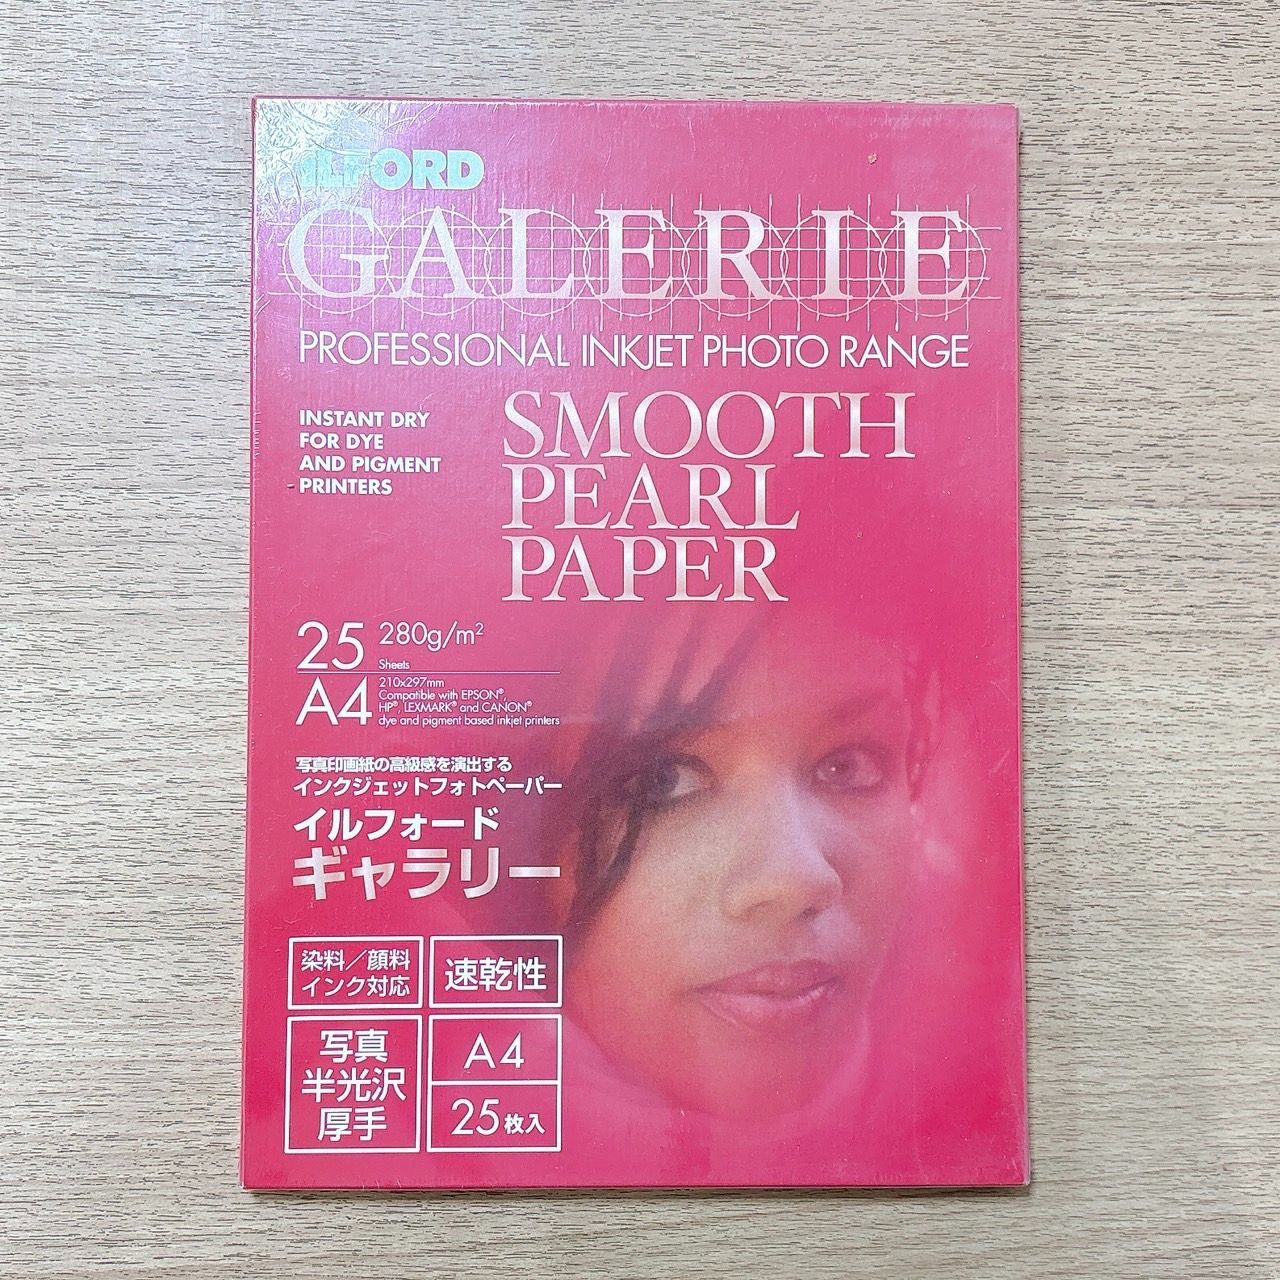 ILFORD
GALERIE
PROFESSIONAL INKJET PHOTO RANGE
INSTANT DRY
FOR DYE
AND PIGMENT
PRINTERS
SMOOTH
PEARL
PAPER
25 Sheets 280g/m²
A4 210x297mm
Compatible with EPSON®,
HP®, LEXMARK® and CANON®
dye and pigment based inkjet printers
写真印画紙の高級感を演出する
インクジェットフォトペーパー
イルフォード
ギャラリー
染料/顔料
インク対応
速乾性
写真
半光沢
厚手
A4
25枚入